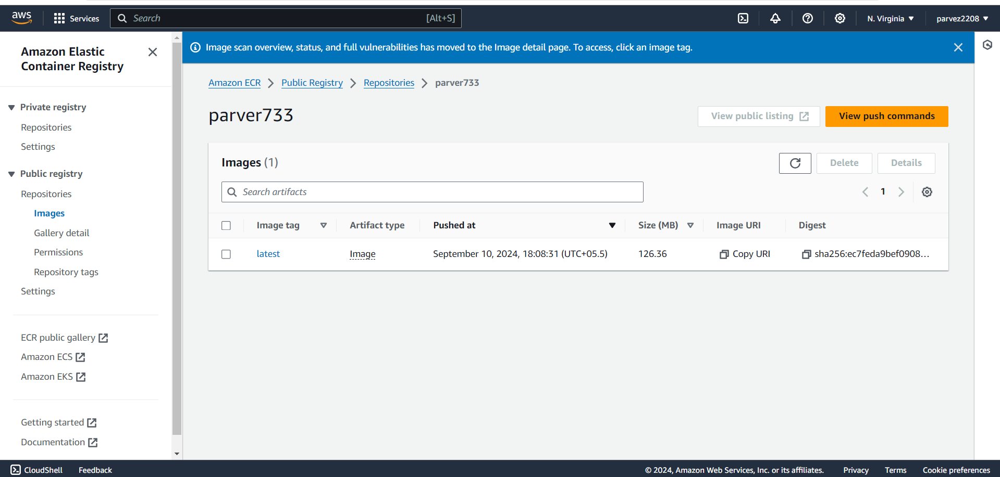 aws Services Search [Alt+S] N. Virginia parvez2208
Amazon Elastic
Container Registry
Private registry
Repositories
Settings
Public registry
Repositories
Images
Gallery detail
Permissions
Repository tags
Settings
ECR public gallery
Amazon ECS
Amazon EKS
Getting started
Documentation
Image scan overview, status, and full vulnerabilities has moved to the Image detail page. To access, click an image tag.
Amazon ECR Public Registry Repositories parver733
parver733 View public listing View push commands
Images (1) Delete Details
Search artifacts 1
Image tag Artifact type Pushed at Size (MB) Image URI Digest
latest Image September 10, 2024, 18:08:31 (UTC+05.5) 126.36 Copy URI sha256:ec7feda9bef0908...
CloudShell Feedback © 2024, Amazon Web Services, Inc. or its affiliates. Privacy Terms Cookie preferences